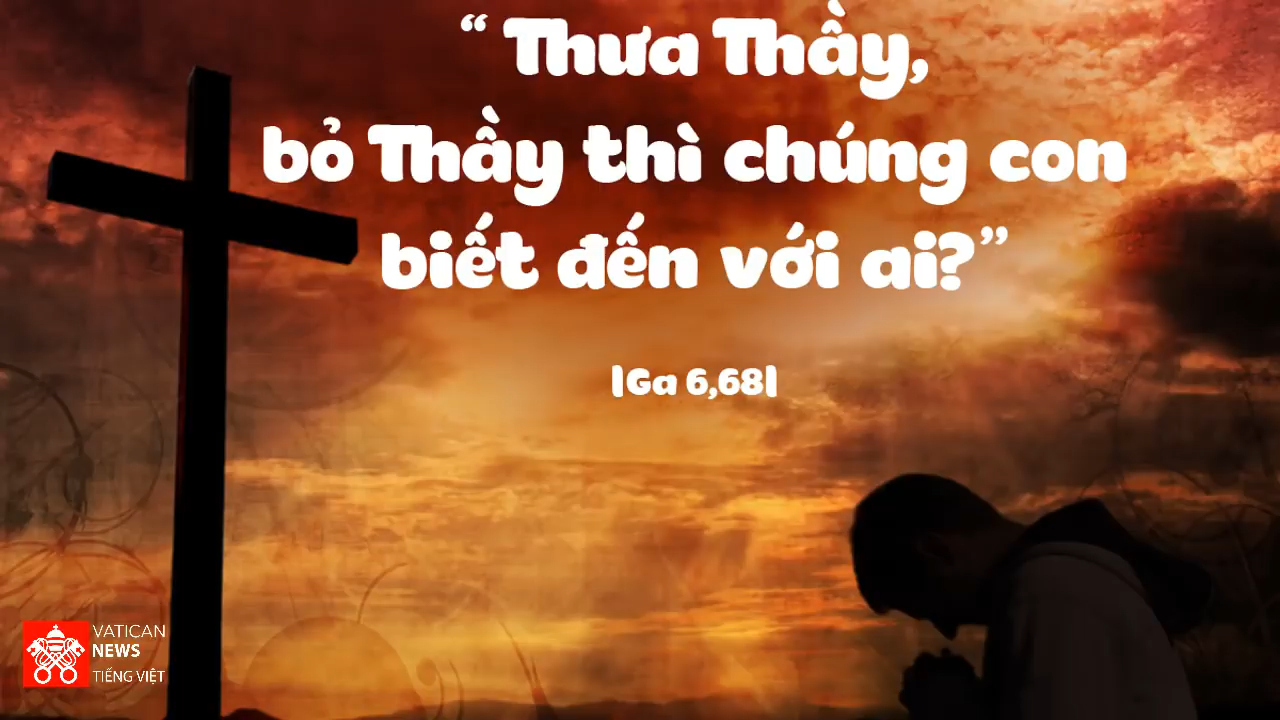 “ Thưa Thầy,
bỏ Thầy thì chúng con
biết đến với ai?”
|Ga 6,68|
VATICAN
NEWS
TIẾNG VIỆT